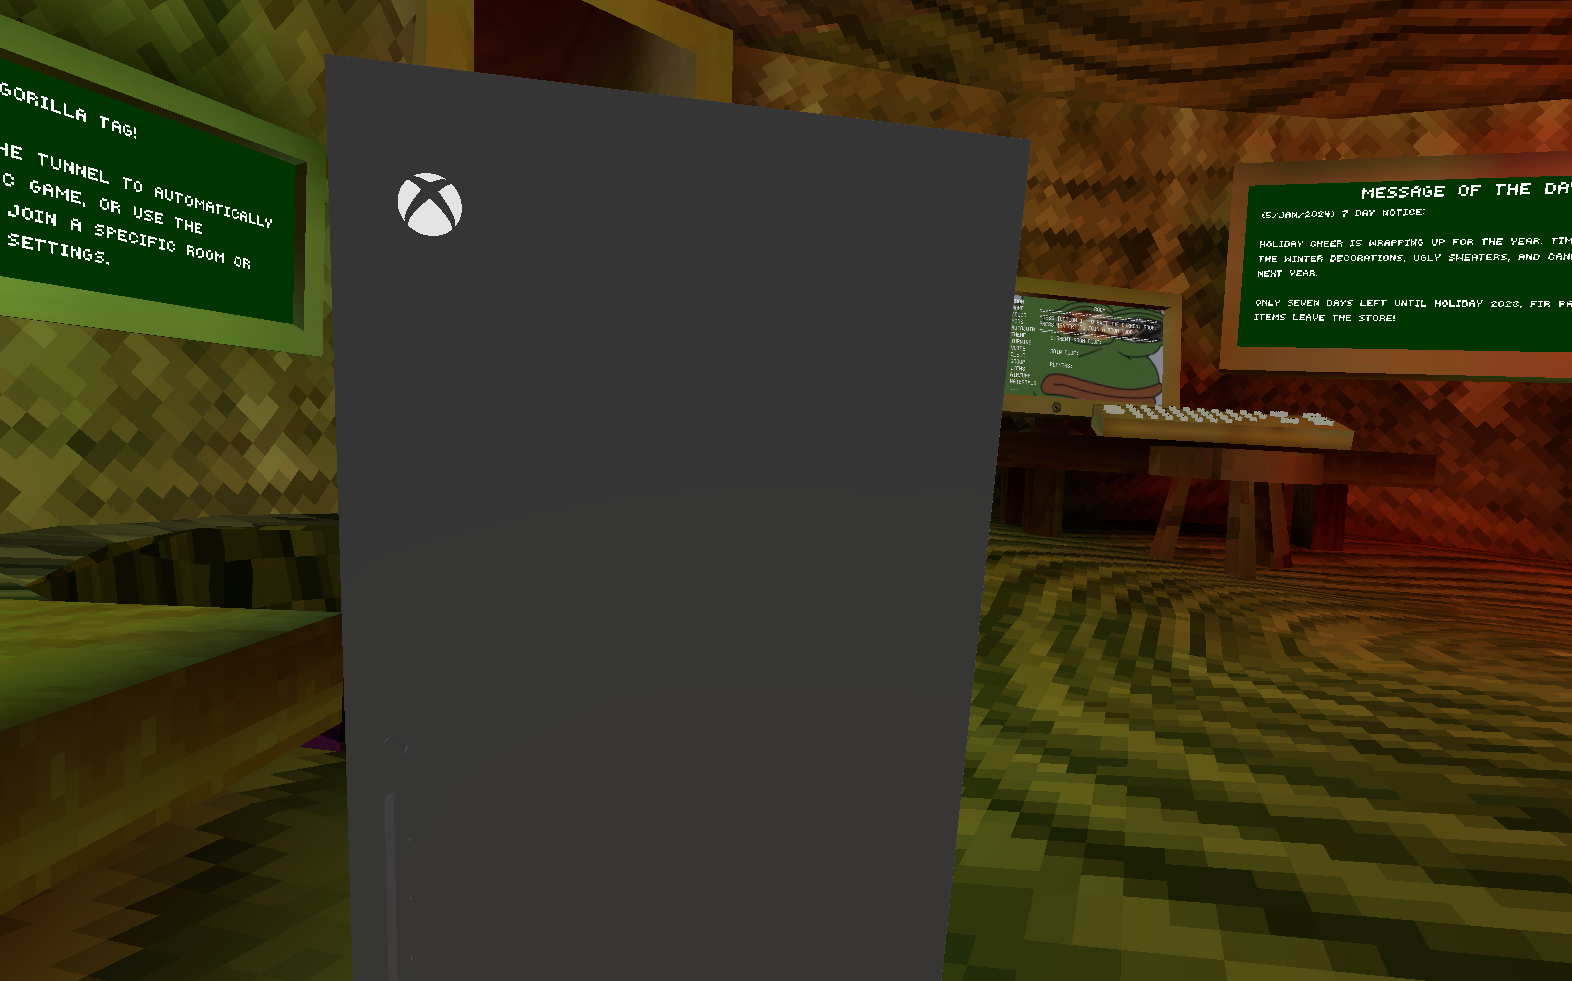 GORILLA TAG!
HE TUNNEL TO AUTOMATICALLY
C GAME, OR USE THE
JOIN A SPECIFIC ROOM OR
SETTINGS.
MESSAGE OF THE DA
(5/JAN/2024) 7 DAY NOTICE:
HOLIDAY CHEER IS WRAPPING UP FOR THE YEAR. TIM
THE WINTER DECORATIONS, UGLY SWEATERS, AND CAN
NEXT YEAR.
ONLY SEVEN DAYS LEFT UNTIL HOLIDAY 2023, FIR PA
ITEMS LEAVE THE STORE!
PLAYERS: